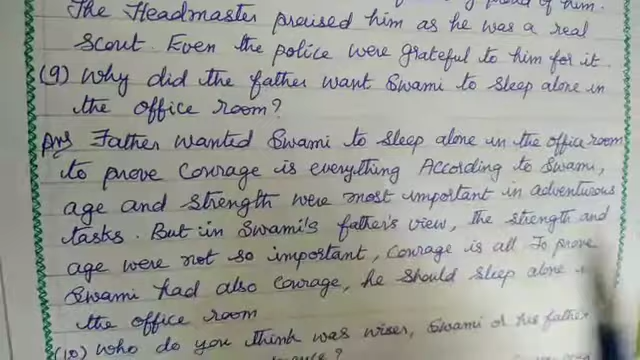 proud of him.
The Headmaster praised him as he was a real
Scout. Even the police were grateful to him for it.
(9) Why did the father want Swami to sleep alone in
the office room?
Ans Father wanted Swami to sleep alone in the office room
to prove courage is everything According to Swami,
age and strength were most important in adventurous
tasks. But in Swami's father's view, the strength and
age were not so important, courage is all To prove
Swami had also courage, he should sleep alone
the office room
(10) Who do you think was wiser, Swami or his father